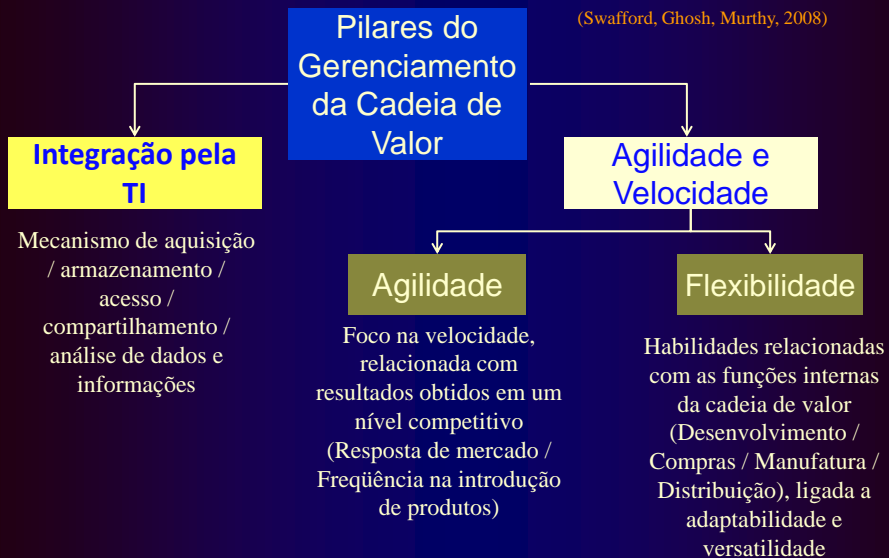 (Swafford, Ghosh, Murthy, 2008)
Pilares do
Gerenciamento
da Cadeia de
Valor
Integração pela
TI
Mecanismo de aquisição
/ armazenamento /
acesso /
compartilhamento /
análise de dados e
informações
Agilidade e
Velocidade
Agilidade
Foco na velocidade,
relacionada com
resultados obtidos em um
nível competitivo
(Resposta de mercado /
Freqüência na introdução
de produtos)
Flexibilidade
Habilidades relacionadas
com as funções internas
da cadeia de valor
(Desenvolvimento /
Compras / Manufatura /
Distribuição), ligada a
adaptabilidade e
versatilidade